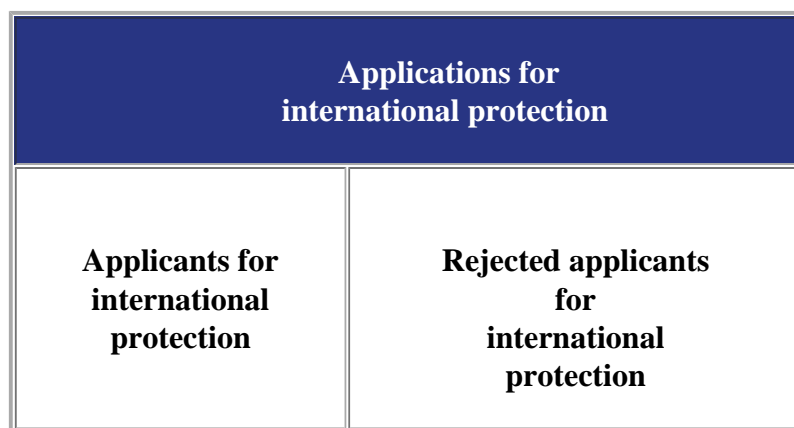 Applications for
international protection
Applicants for
international
protection
Rejected applicants
for
international
protection